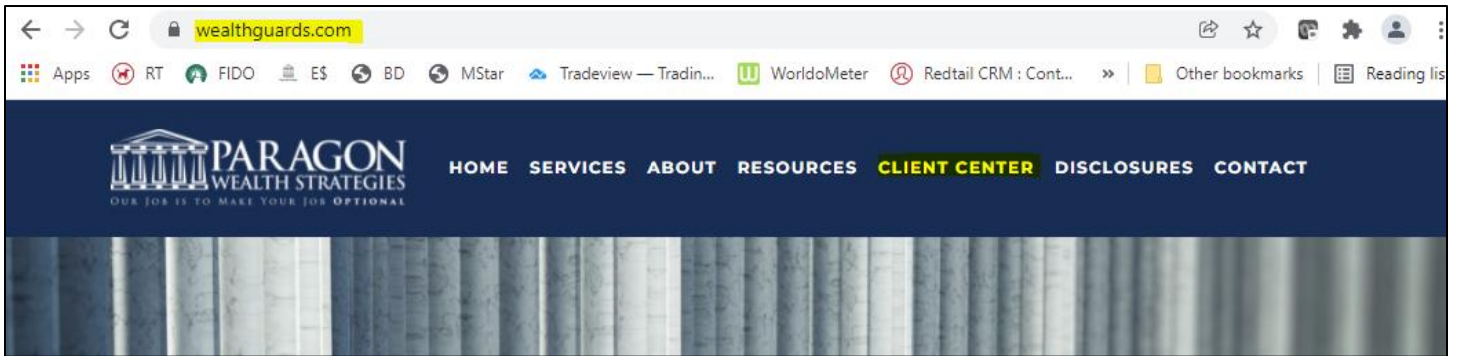 wealthguards.com
Apps RT FIDO E$ BD MStar Tradeview — Tradin... WorldoMeter Redtail CRM : Cont... » Other bookmarks Reading lis
PARAGON
WEALTH STRATEGIES
OUR JOB IS TO MAKE YOUR JOB OPTIONAL
HOME SERVICES ABOUT RESOURCES CLIENT CENTER DISCLOSURES CONTACT